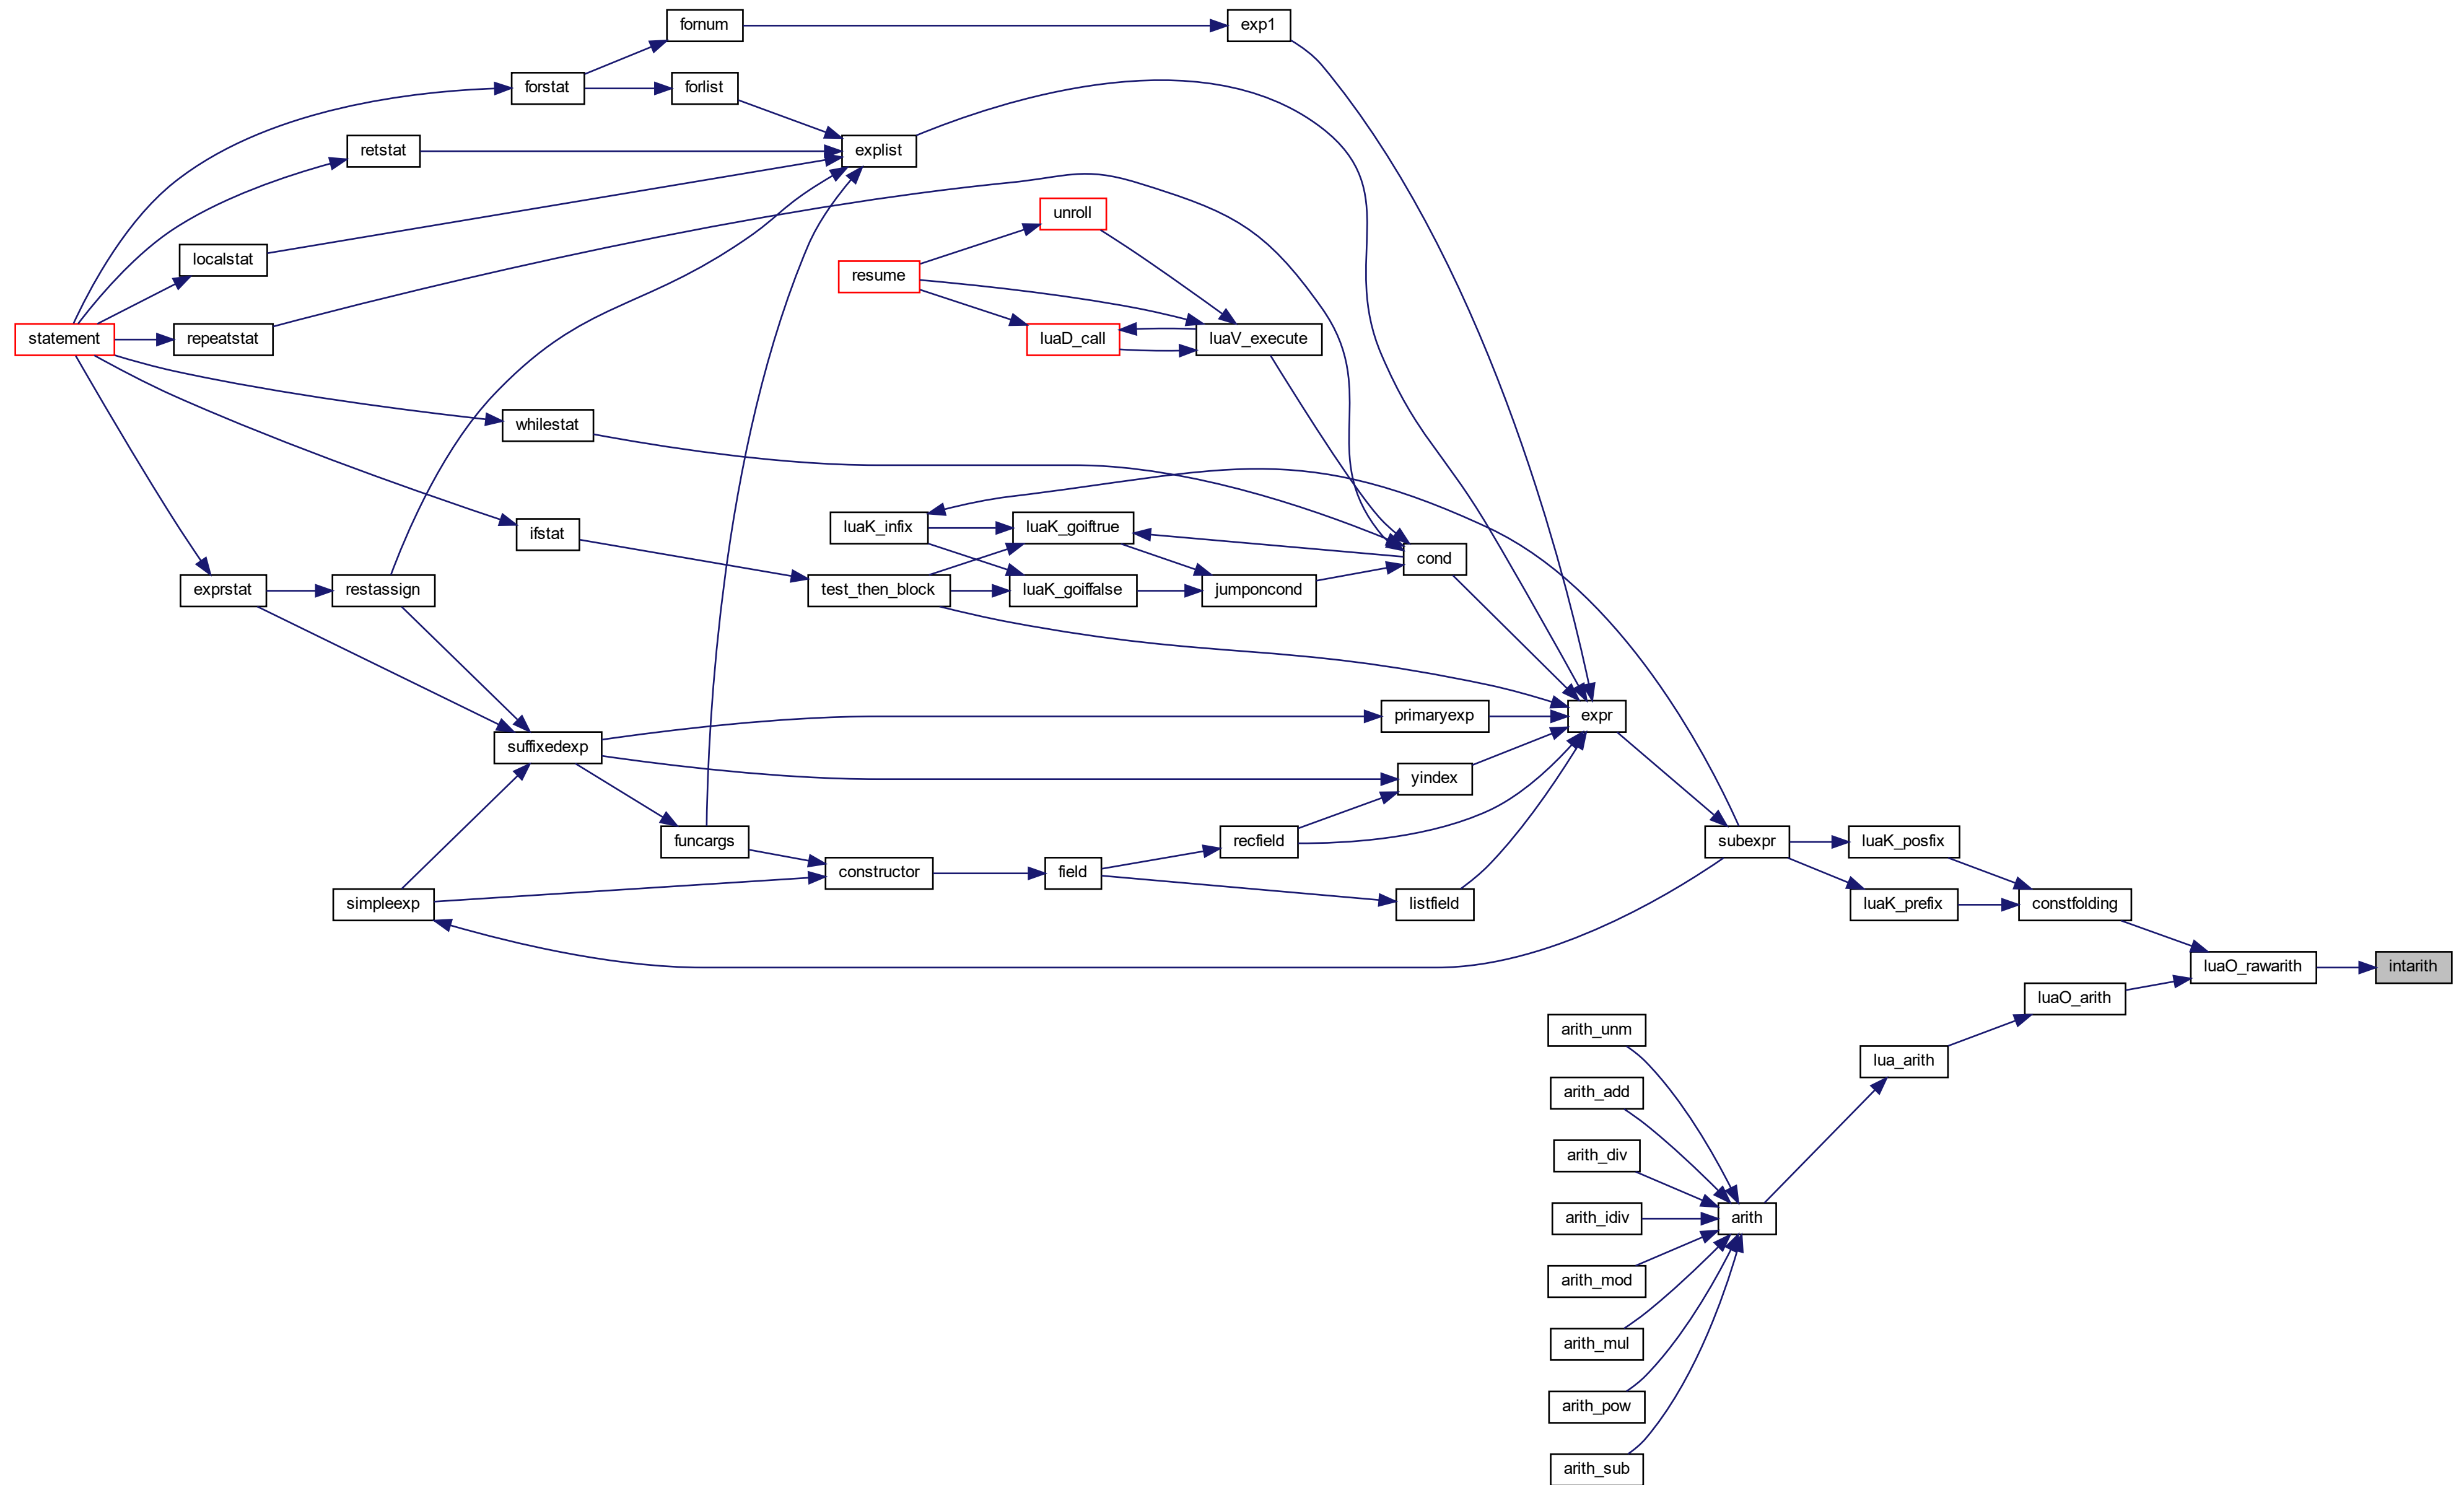 fornum
exp1
forstat
forlist
retstat
explist
unroll
localstat
resume
statement
repeatstat
luaD_call
luaV_execute
whilestat
luaK_infix
luaK_goiftrue
ifstat
cond
exprstat
restassign
test_then_block
luaK_goiffalse
jumponcond
primaryexp
expr
suffixedexp
yindex
funcargs
recfield
subexpr
luaK_posfix
constructor
field
simpleexp
listfield
luaK_prefix
constfolding
luaO_rawarith
intarith
luaO_arith
arith_unm
lua_arith
arith_add
arith_div
arith_idiv
arith
arith_mod
arith_mul
arith_pow
arith_sub